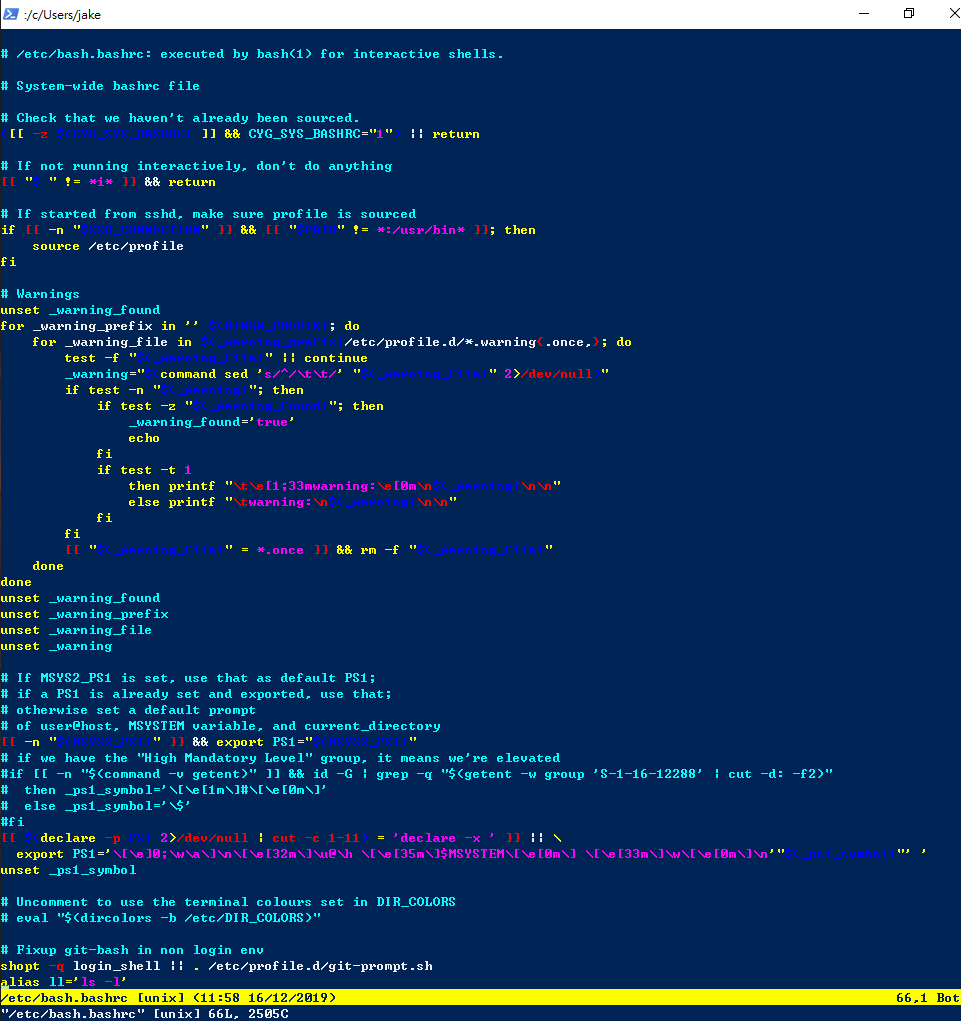 :/c/Users/jake
# /etc/bash.bashrc: executed by bash(1) for interactive shells.
# System-wide bashrc file
# Check that we haven't already been sourced.
([[ -z ${CYG_SYS_BASHRC} ]] && CYG_SYS_BASHRC="1") || return
# If not running interactively, don't do anything
[[ " " != *i* ]] && return
# If started from sshd, make sure profile is sourced
if [[ -n "$SSH_CONNECTION" ]] && [[ "$PATH" != *:/usr/bin* ]]; then
    source /etc/profile
fi
# Warnings
unset _warning_found
for _warning_prefix in '' ${MINGW_PREFIX}; do
    for _warning_file in ${_warning_prefix}/etc/profile.d/*.warning{.once,}; do
        test -f "${_warning_file}" || continue
        _warning="$(command sed 's/^/\t\t/' "${_warning_file}" 2>/dev/null)"
        if test -n "${_warning}"; then
            if test -z "${_warning_found}"; then
                _warning_found='true'
                echo
            fi
            if test -t 1
                then printf "\t\e[1;33mwarning:\e[0m\n${_warning}\n\n"
                else printf "\twarning:\n${_warning}\n\n"
            fi
        fi
        [[ "${_warning_file}" = *.once ]] && rm -f "${_warning_file}"
    done
done
unset _warning_found
unset _warning_prefix
unset _warning_file
unset _warning
# If MSYS2_PS1 is set, use that as default PS1;
# if a PS1 is already set and exported, use that;
# otherwise set a default prompt
# of user@host, MSYSTEM variable, and current_directory
[[ -n "${MSYS2_PS1}" ]] && export PS1="${MSYS2_PS1}"
# if we have the "High Mandatory Level" group, it means we're elevated
#if [[ -n "$(command -v getent)" ]] && id -G | grep -q "$(getent -w group 'S-1-16-12288' | cut -d: -f2)"
#  then _ps1_symbol='\[\e[1m\]#\[\e[0m\]'
#  else _ps1_symbol='\$'
#fi
[[ $(declare -p PS1 2>/dev/null | cut -c 1-11) = 'declare -x ' ]] || \
  export PS1='\[\e]0;\w\a\]\n\[\e[32m\]\u@\h \[\e[35m\]$MSYSTEM\[\e[0m\] \[\e[33m\]\w\[\e[0m\]\n'"${_ps1_symbol}"' '
unset _ps1_symbol
# Uncomment to use the terminal colours set in DIR_COLORS
# eval "$(dircolors -b /etc/DIR_COLORS)"
# Fixup git-bash in non login env
shopt -q login_shell || . /etc/profile.d/git-prompt.sh
alias ll='ls -l'
/etc/bash.bashrc [unix] (11:58 16/12/2019) 66,1 Bot
"/etc/bash.bashrc" [unix] 66L, 2505C